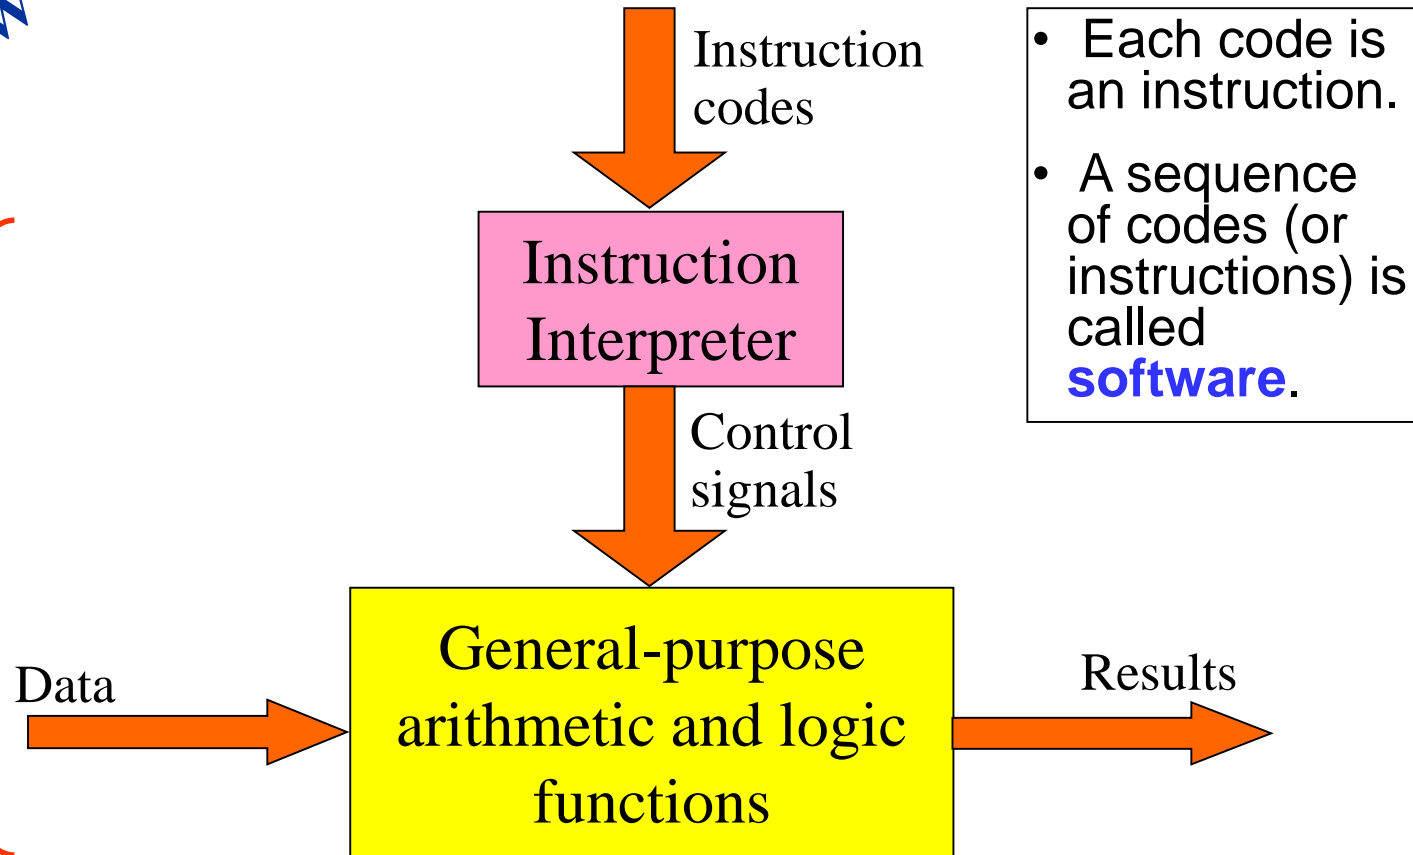 Instruction
codes
• Each code is
an instruction.
• A sequence
of codes (or
instructions) is
called
software.
Instruction
Interpreter
Control
signals
Data
General-purpose
arithmetic and logic
functions
Results